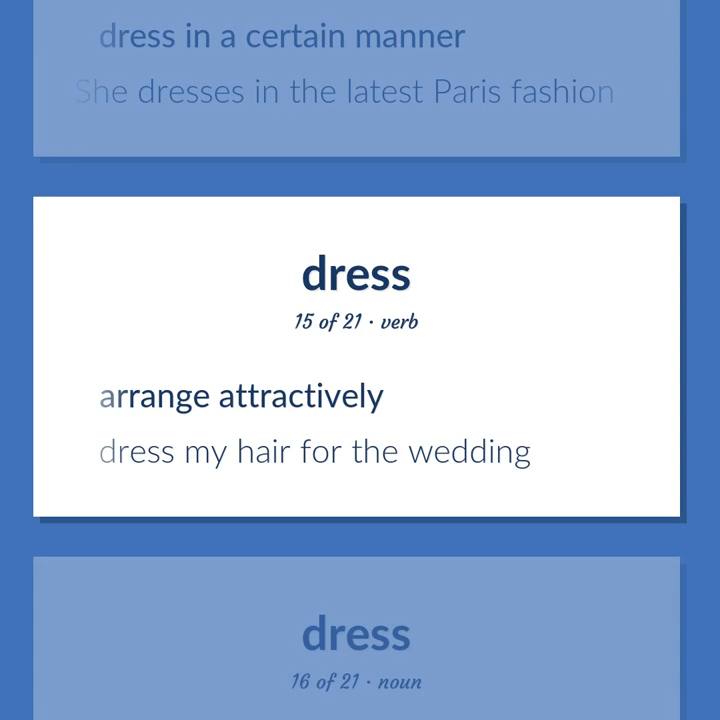 dress in a certain manner
She dresses in the latest Paris fashion
dress
15 of 21 · verb
arrange attractively
dress my hair for the wedding
dress
16 of 21 · noun